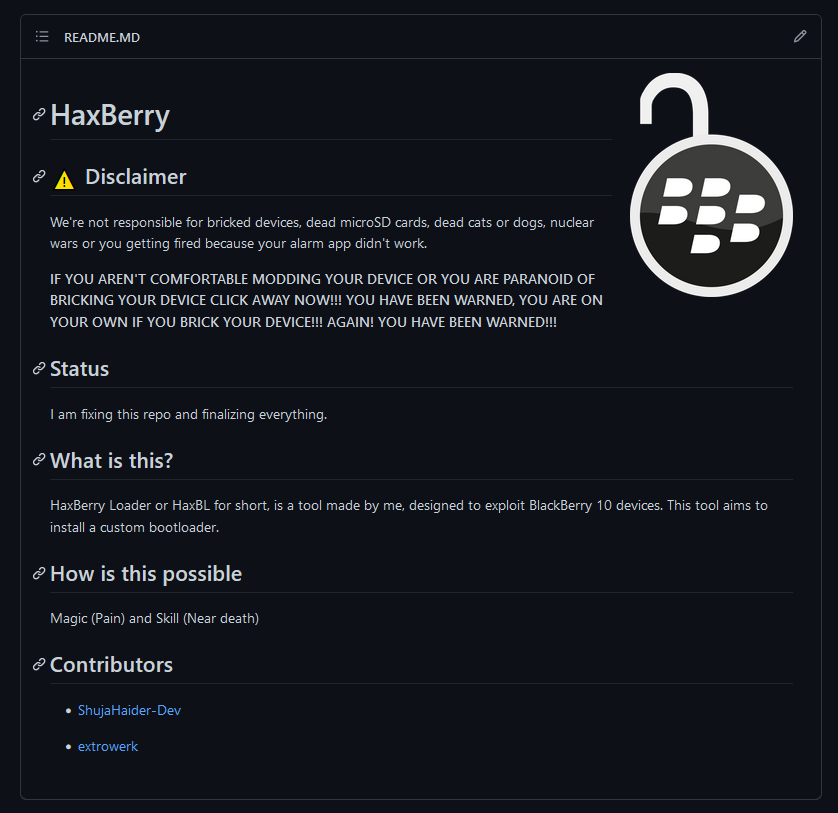 README.MD
HaxBerry
Disclaimer
We're not responsible for bricked devices, dead microSD cards, dead cats or dogs, nuclear
wars or you getting fired because your alarm app didn't work.
IF YOU AREN'T COMFORTABLE MODDING YOUR DEVICE OR YOU ARE PARANOID OF
BRICKING YOUR DEVICE CLICK AWAY NOW!!! YOU HAVE BEEN WARNED, YOU ARE ON
YOUR OWN IF YOU BRICK YOUR DEVICE!!! AGAIN! YOU HAVE BEEN WARNED!!!
Status
I am fixing this repo and finalizing everything.
What is this?
HaxBerry Loader or HaxBL for short, is a tool made by me, designed to exploit BlackBerry 10 devices. This tool aims to
install a custom bootloader.
How is this possible
Magic (Pain) and Skill (Near death)
Contributors
• ShujaHaider-Dev
• extrowerk